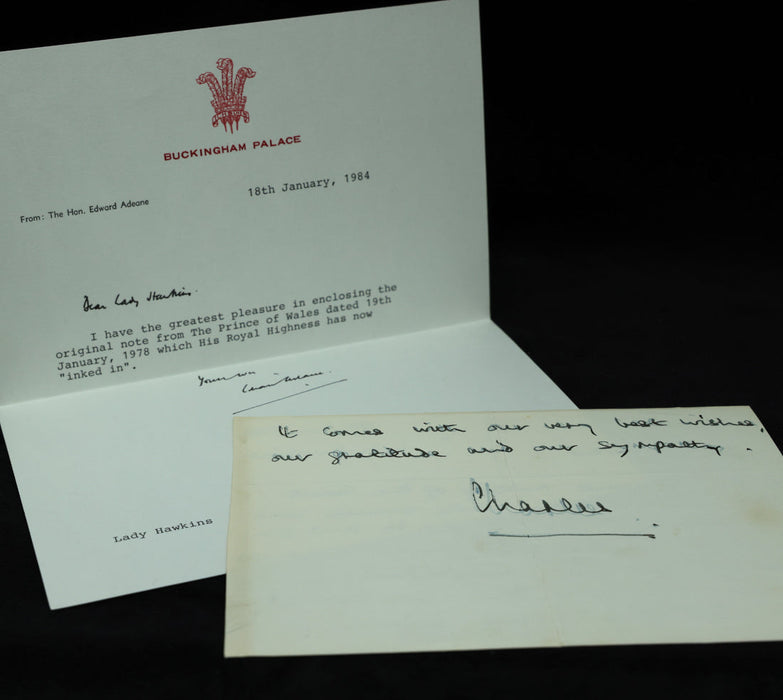 BUCKINGHAM PALACE
18th January, 1984
From: The Hon. Edward Adeane
Dear Lady Hawkins.
I have the greatest pleasure in enclosing the
original note from The Prince of Wales dated 19th
January, 1978 which His Royal Highness has now
"inked in".
Lady Hawkins
It comes with our very best wishes,
our gratitude and our sympathy.
Charles